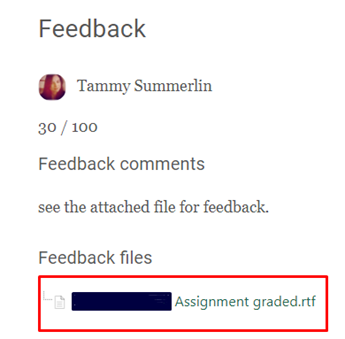 Feedback
Tammy Summerlin
30 / 100
Feedback comments
see the attached file for feedback.
Feedback files
Assignment graded.rtf